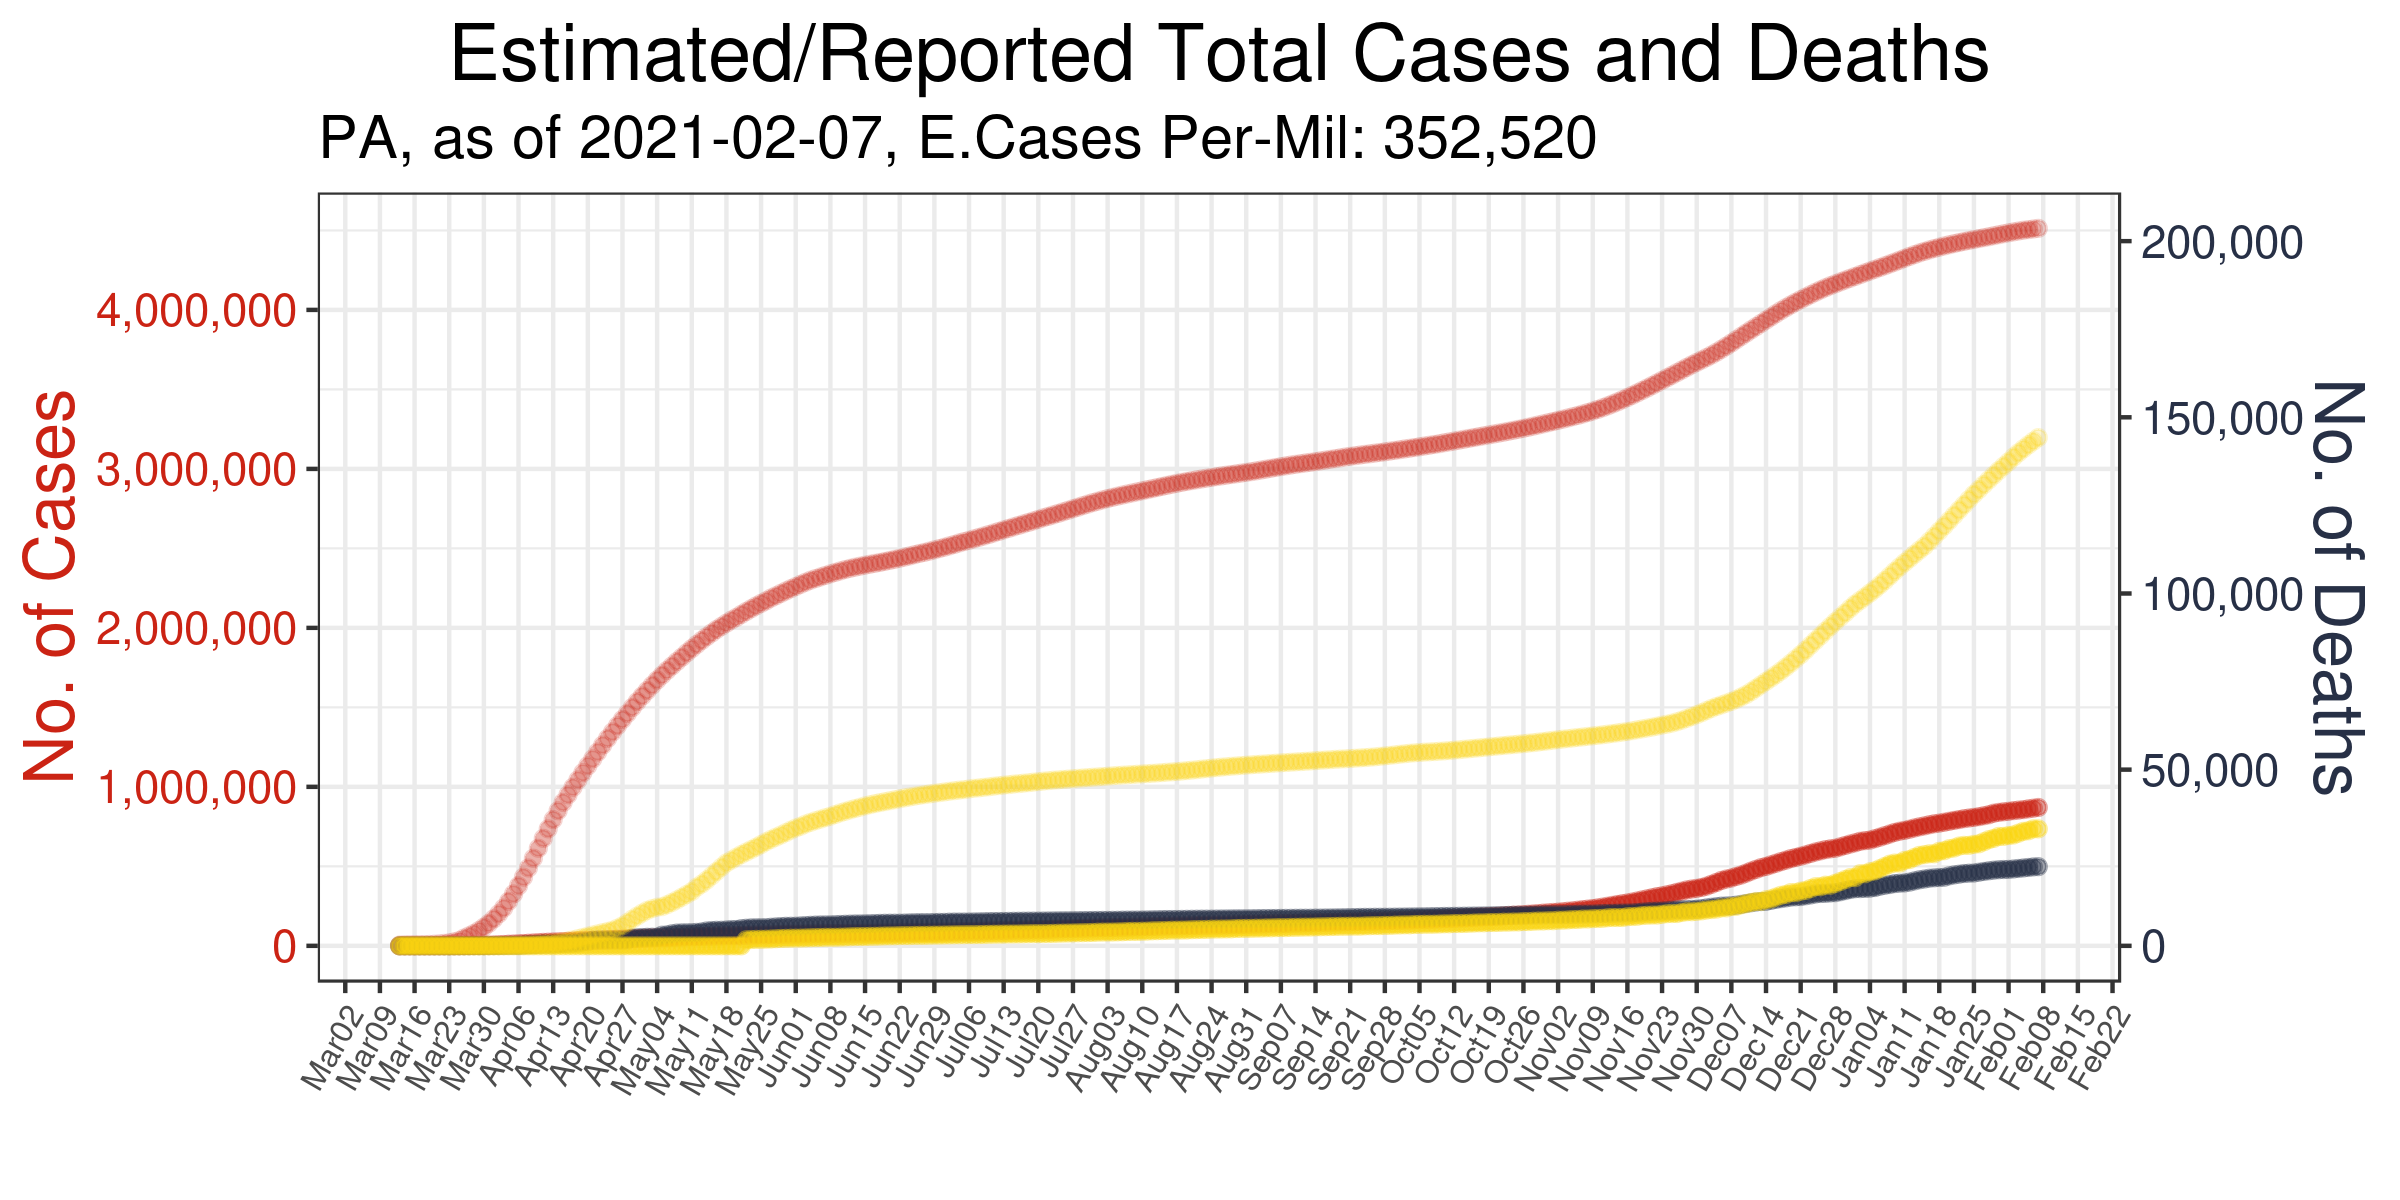 Estimated/Reported Total Cases and Deaths
PA, as of 2021-02-07, E.Cases Per-Mil: 352,520
No. of Cases
4,000,000
3,000,000
2,000,000
1,000,000
0
200,000
150,000
100,000
50,000
0
No. of Deaths
Mar02
Mar09
Mar16
Mar23
Mar30
Apr06
Apr13
Apr20
Apr27
May04
May11
May18
May25
Jun01
Jun08
Jun15
Jun22
Jun29
Jul06
Jul13
Jul20
Jul27
Aug03
Aug10
Aug17
Aug24
Aug31
Sep07
Sep14
Sep21
Sep28
Oct05
Oct12
Oct19
Oct26
Nov02
Nov09
Nov16
Nov23
Nov30
Dec07
Dec14
Dec21
Dec28
Jan04
Jan11
Jan18
Jan25
Feb01
Feb08
Feb15
Feb22